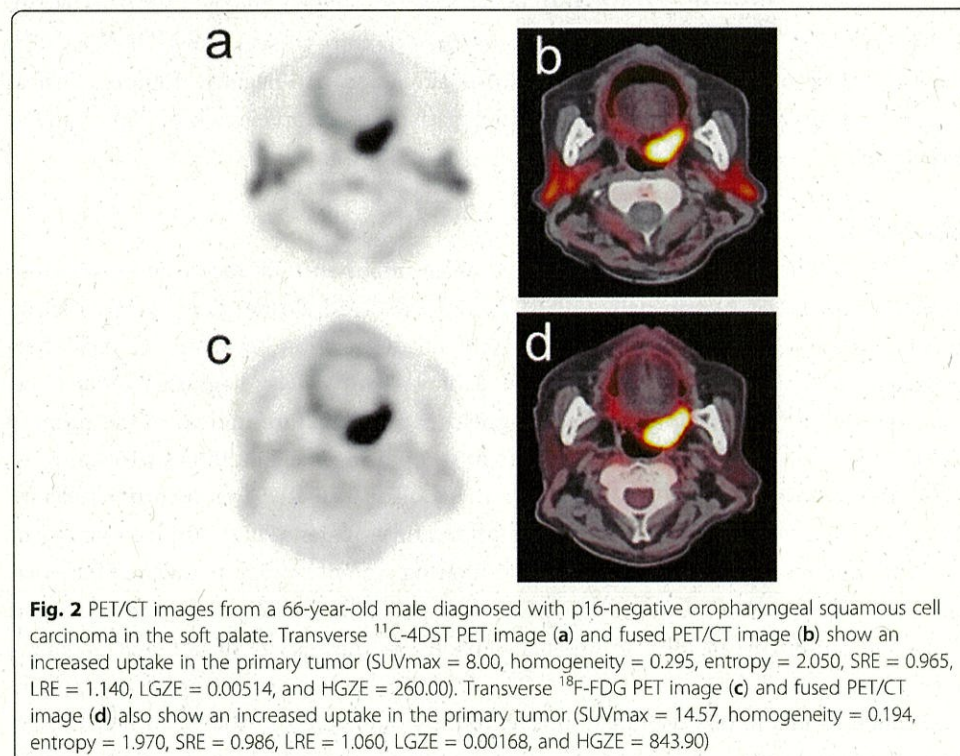 a
b
c
d
Fig. 2 PET/CT images from a 66-year-old male diagnosed with p16-negative oropharyngeal squamous cell
carcinoma in the soft palate. Transverse ¹¹C-4DST PET image (a) and fused PET/CT image (b) show an
increased uptake in the primary tumor (SUVmax = 8.00, homogeneity = 0.295, entropy = 2.050, SRE = 0.965,
LRE = 1.140, LGZE = 0.00514, and HGZE = 260.00). Transverse ¹⁸F-FDG PET image (c) and fused PET/CT
image (d) also show an increased uptake in the primary tumor (SUVmax = 14.57, homogeneity = 0.194,
entropy = 1.970, SRE = 0.986, LRE = 1.060, LGZE = 0.00168, and HGZE = 843.90)